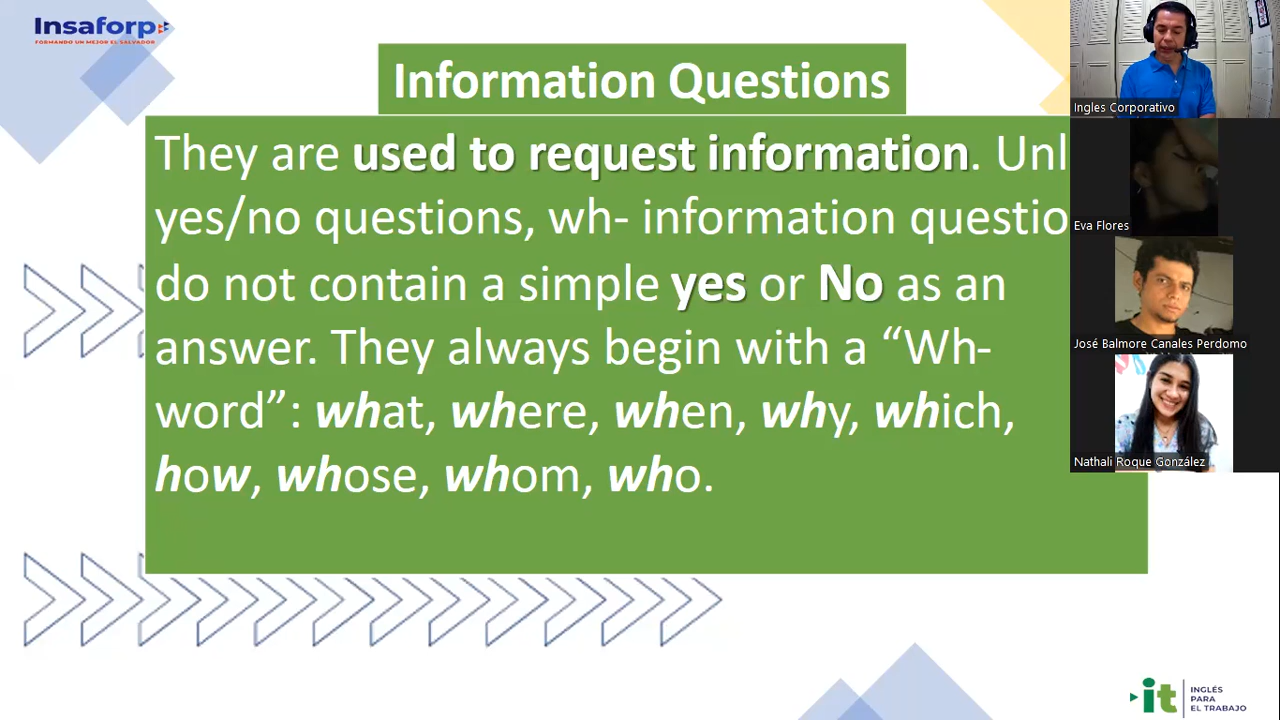 Insaforp
FORMANDO UN MEJOR EL SALVADOR
Information Questions
They are used to request information. Unl
yes/no questions, wh- information questio
do not contain a simple yes or No as an
answer. They always begin with a “Wh-
word”: what, where, when, why, which,
how, whose, whom, who.
Ingles Corporativo
Eva Flores
José Balmore Canales Perdomo
Nathali Roque González
it
INGLÉS
PARA
EL TRABAJO